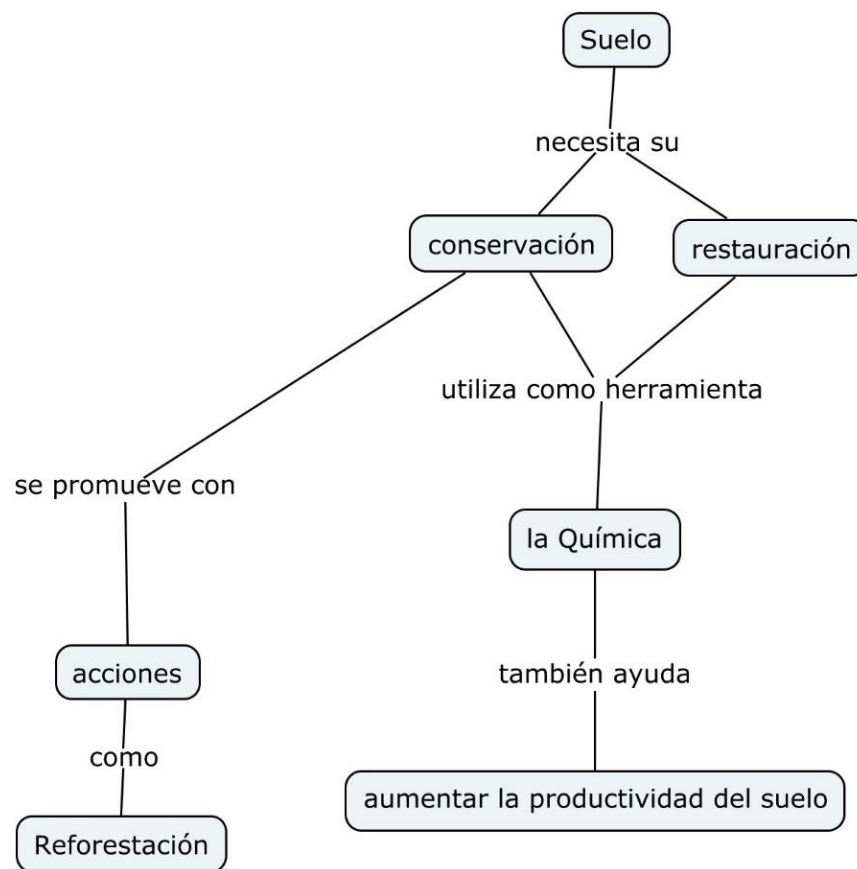 Suelo
necesita su
conservación
restauración
utiliza como herramienta
se promueve con
la Química
acciones
también ayuda
como
aumentar la productividad del suelo
Reforestación